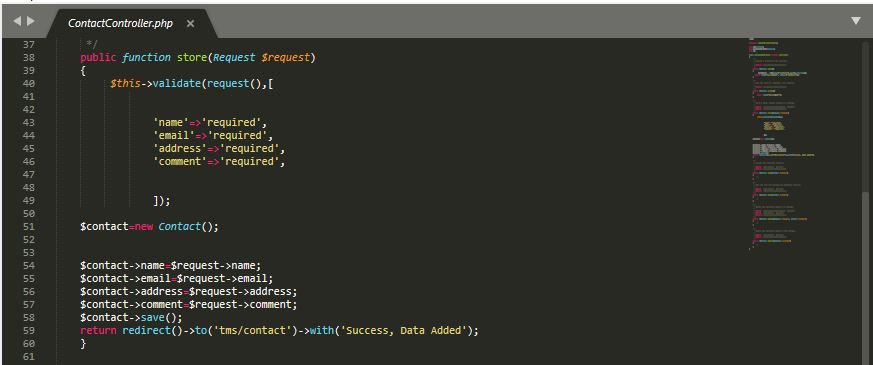 ContactController.php ×
37 */
38 public function store(Request $request)
39 {
40 $this->validate(request(),[
41
42
43 'name'=>'required',
44 'email'=>'required',
45 'address'=>'required',
46 'comment'=>'required',
47
48
49 ]);
50
51 $contact=new Contact();
52
53
54 $contact->name=$request->name;
55 $contact->email=$request->email;
56 $contact->address=$request->address;
57 $contact->comment=$request->comment;
58 $contact->save();
59 return redirect()->to('tms/contact')->with('Success, Data Added');
60 }
61